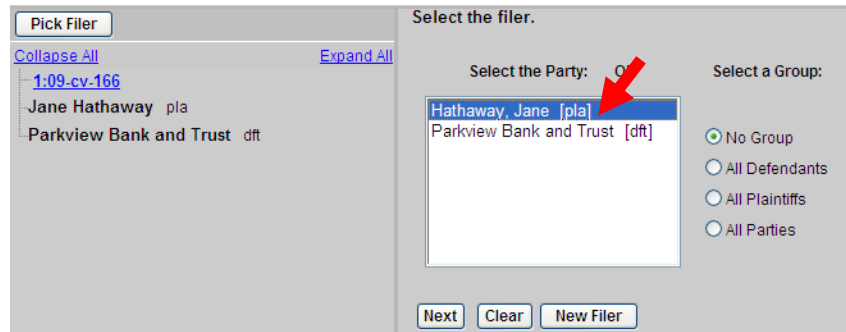 Pick Filer
Collapse All Expand All
1:09-cv-166
Jane Hathaway pla
Parkview Bank and Trust dft
Select the filer.
Select the Party: Select a Group:
Hathaway, Jane [pla]
Parkview Bank and Trust [dft]
No Group
All Defendants
All Plaintiffs
All Parties
Next Clear New Filer